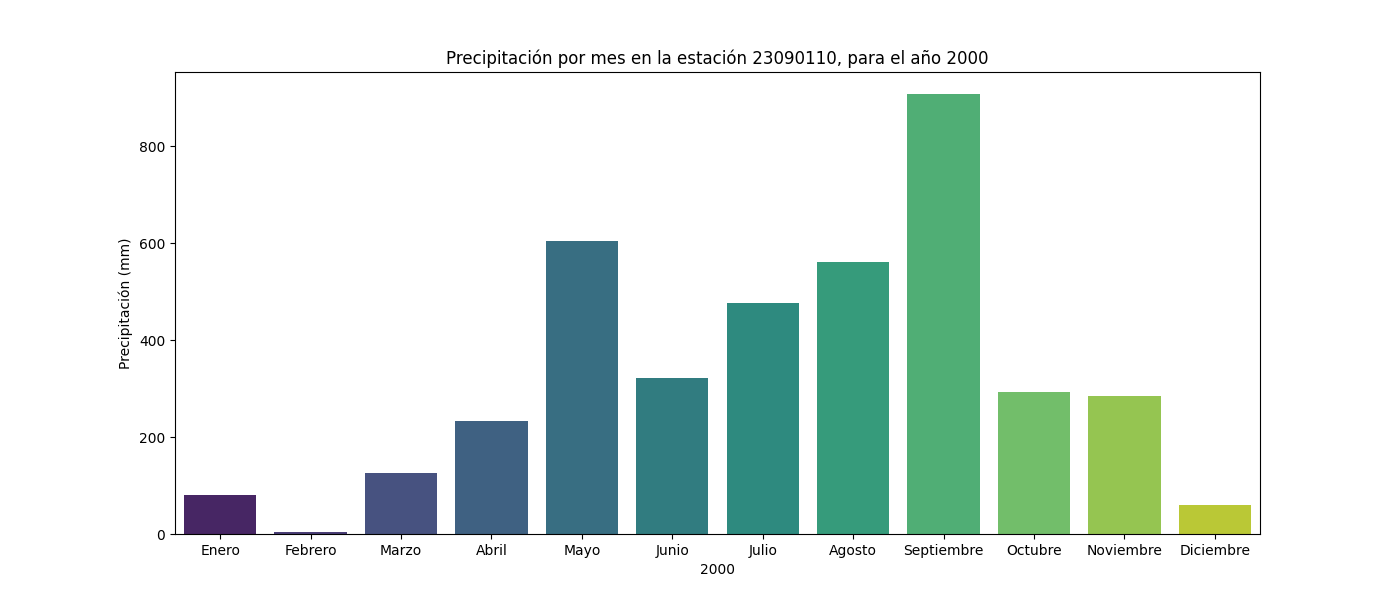 Precipitación por mes en la estación 23090110, para el año 2000
Precipitación (mm)
800
600
400
200
0
Enero Febrero Marzo Abril Mayo Junio Julio Agosto Septiembre Octubre Noviembre Diciembre
2000